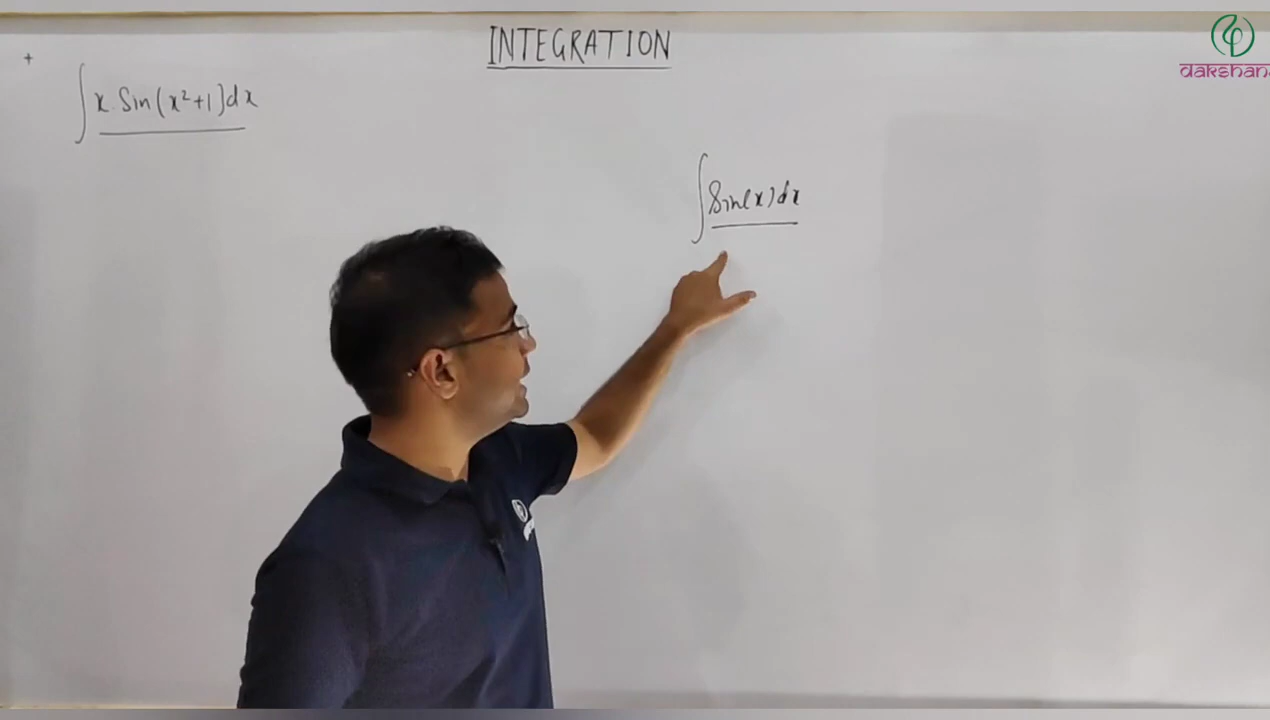 INTEGRATION
dakshana
∫x.Sin(x²+1)dx
∫Sin(x)dx